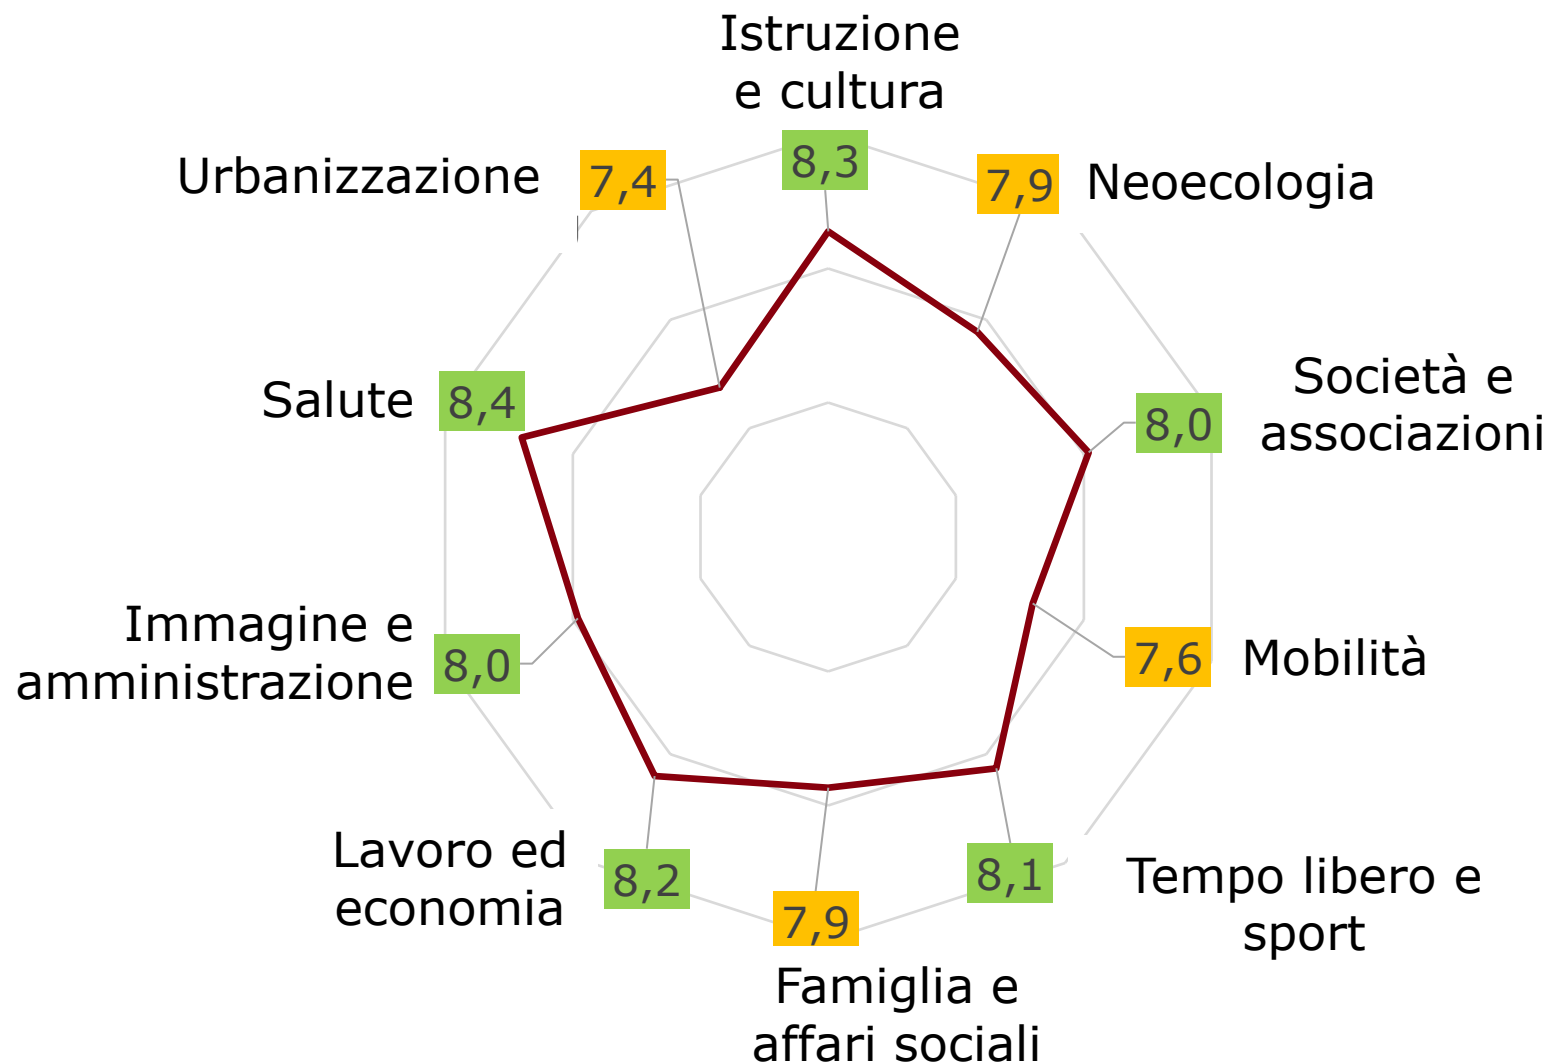 Istruzione
e cultura
8,3
Urbanizzazione
7,4
7,9
Neoecologia
Salute
8,4
Società e
associazioni
8,0
Immagine e
amministrazione
8,0
7,6
Mobilità
Lavoro ed
economia
8,2
7,9
8,1
Tempo libero e
sport
Famiglia e
affari sociali